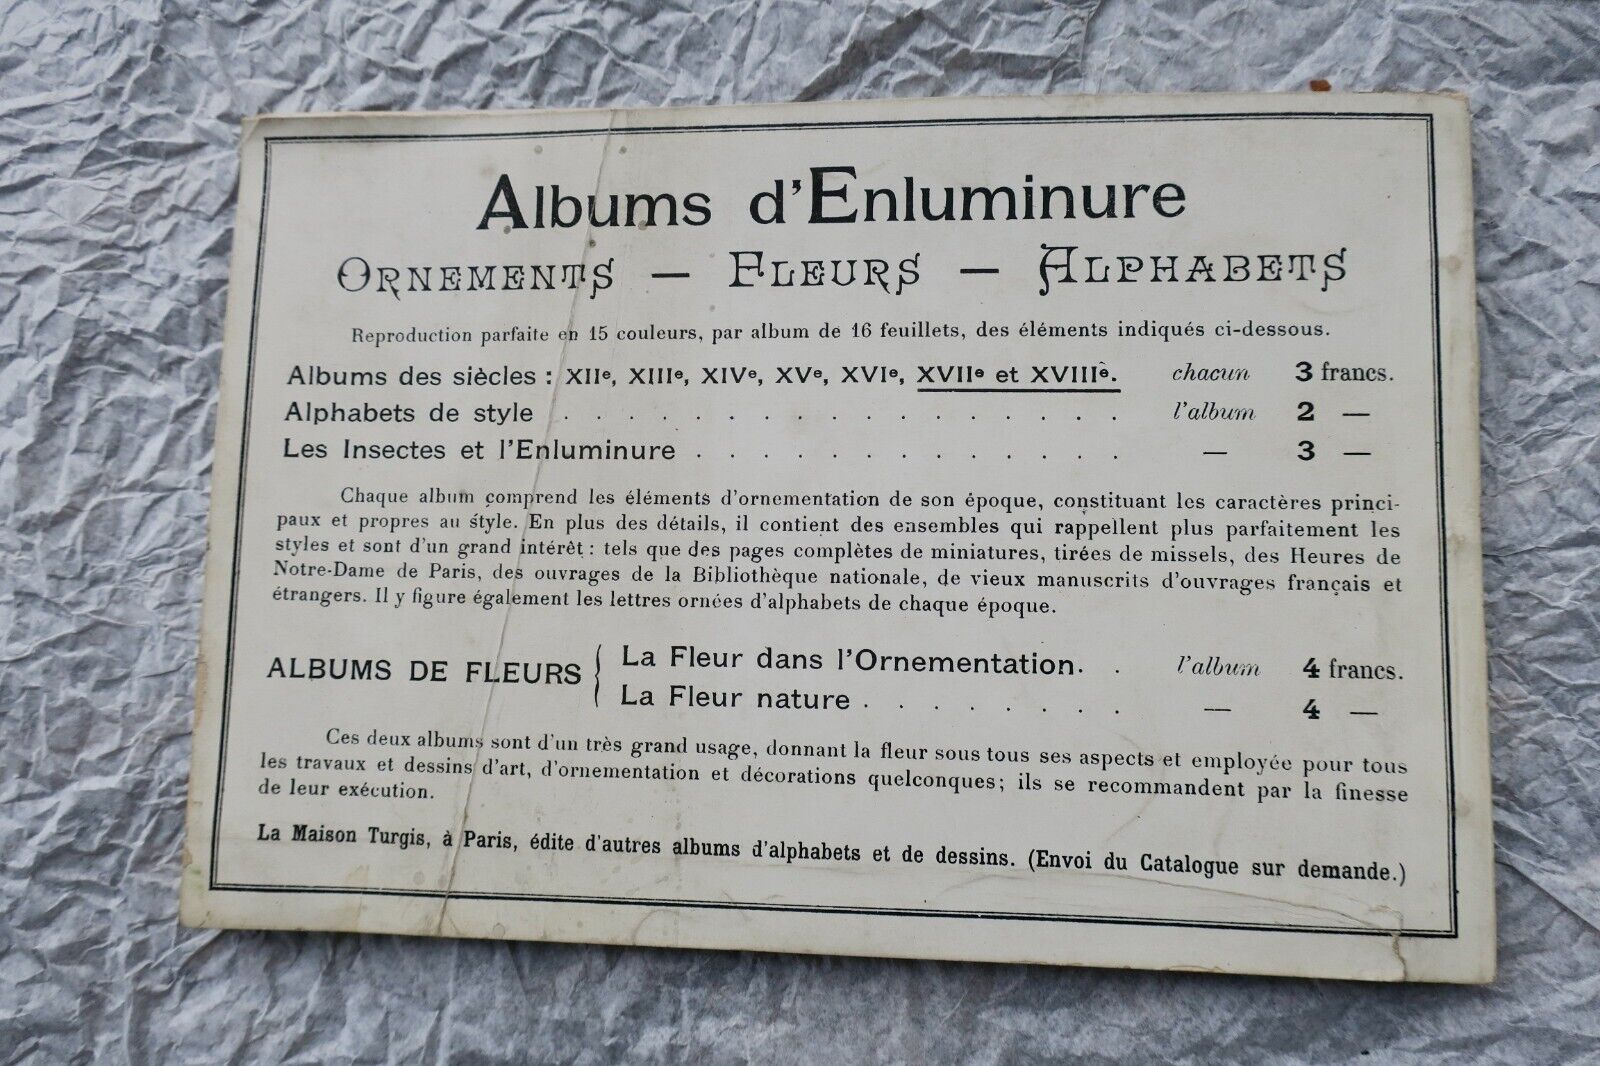 Albums d'Enluminure
ORNEMENTS — FLEURS — ALPHABETS
Reproduction parfaite en 15 couleurs, par album de 16 feuillets, des éléments indiqués ci-dessous.
Albums des siècles : XIIe, XIIIe, XIVe, XVe, XVIe, XVIIe et XVIIIe. chacun 3 francs.
Alphabets de style . . . . . . . . . . . . . . . . . . l'album 2 —
Les Insectes et l'Enluminure . . . . . . . . . . . . . — 3 —
Chaque album comprend les éléments d'ornementation de son époque, constituant les caractères princi-
paux et propres au style. En plus des détails, il contient des ensembles qui rappellent plus parfaitement les
styles et sont d'un grand intérêt : tels que des pages complètes de miniatures, tirées de missels, des Heures de
Notre-Dame de Paris, des ouvrages de la Bibliothèque nationale, de vieux manuscrits d'ouvrages français et
étrangers. Il y figure également les lettres ornées d'alphabets de chaque époque.
ALBUMS DE FLEURS { La Fleur dans l'Ornementation. . l'album 4 francs.
La Fleur nature . . . . . . . . — 4 —
Ces deux albums sont d'un très grand usage, donnant la fleur sous tous ses aspects et employée pour tous
les travaux et dessins d'art, d'ornementation et décorations quelconques ; ils se recommandent par la finesse
de leur exécution.
La Maison Turgis, à Paris, édite d'autres albums d'alphabets et de dessins. (Envoi du Catalogue sur demande.)